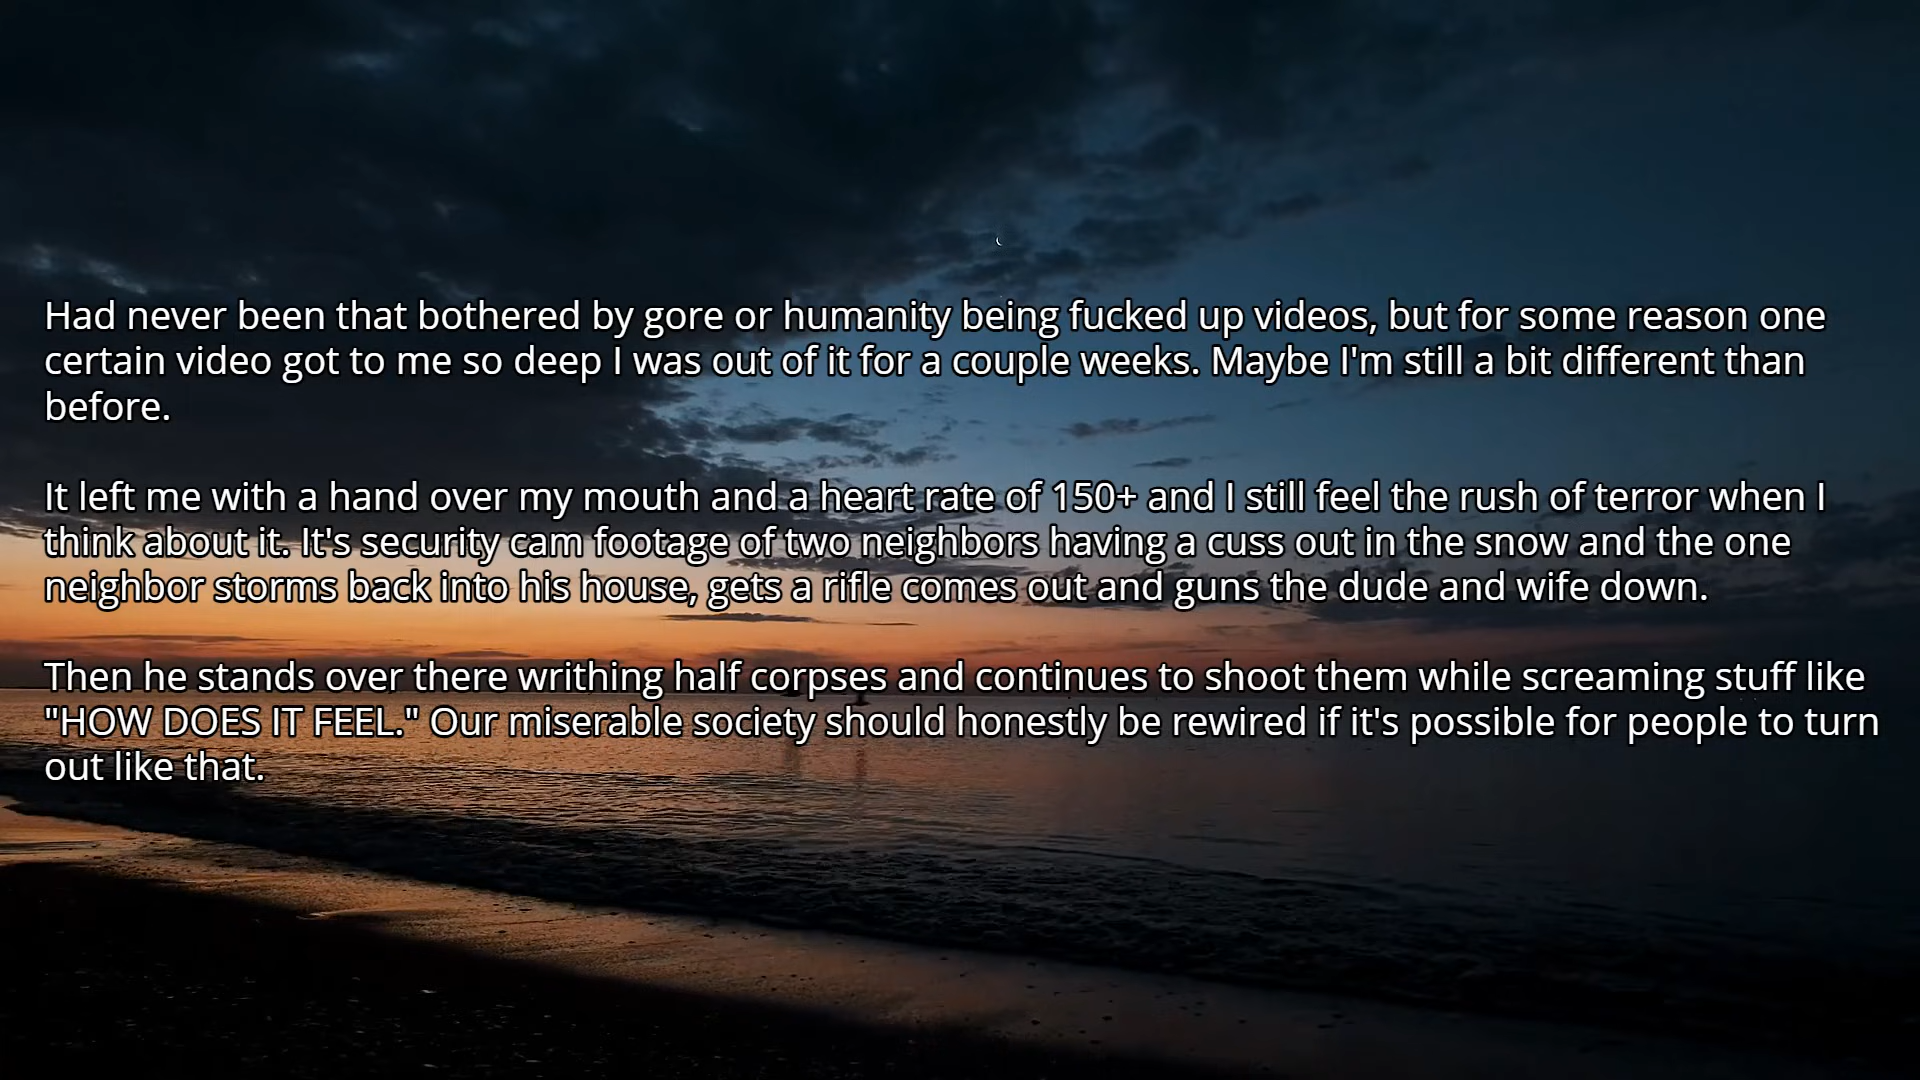 Had never been that bothered by gore or humanity being fucked up videos, but for some reason one
certain video got to me so deep I was out of it for a couple weeks. Maybe I'm still a bit different than
before.
It left me with a hand over my mouth and a heart rate of 150+ and I still feel the rush of terror when I
think about it. It's security cam footage of two neighbors having a cuss out in the snow and the one
neighbor storms back into his house, gets a rifle comes out and guns the dude and wife down.
Then he stands over there writhing half corpses and continues to shoot them while screaming stuff like
"HOW DOES IT FEEL." Our miserable society should honestly be rewired if it's possible for people to turn
out like that.